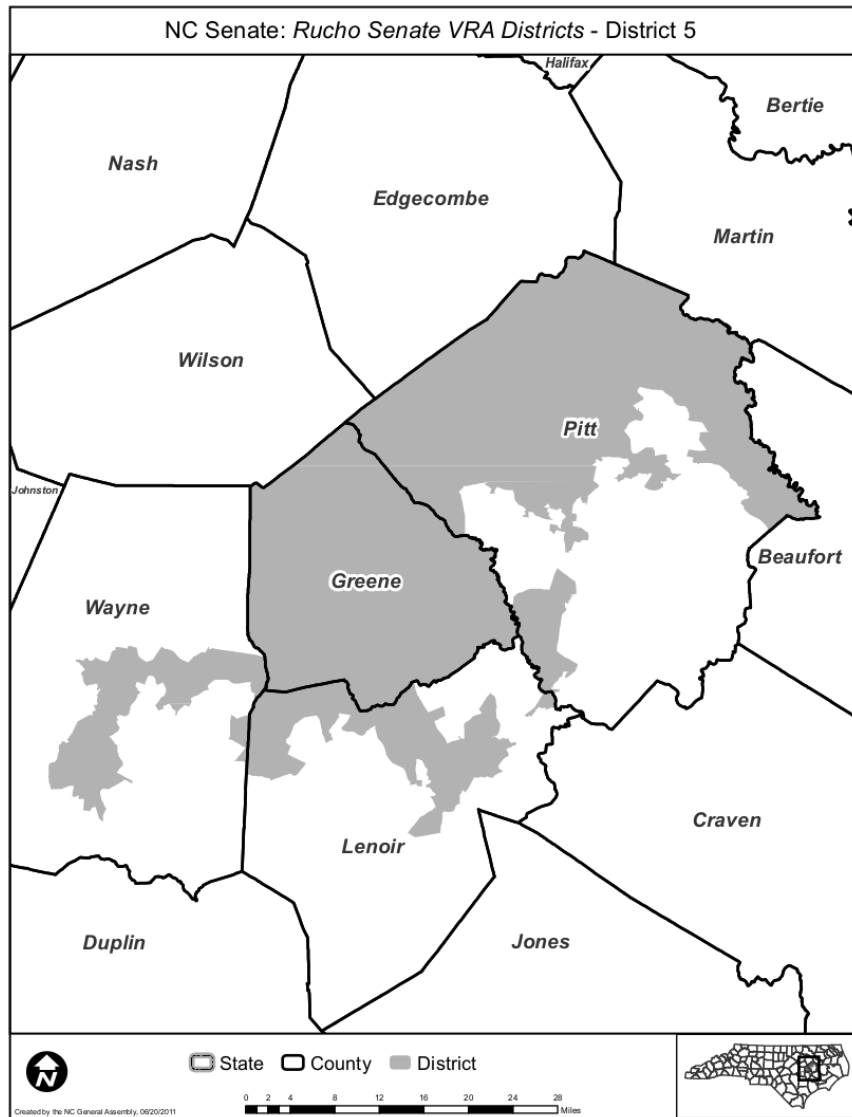 NC Senate: Rucho Senate VRA Districts - District 5
Halifax
Bertie
Nash
Edgecombe
Martin
Wilson
Pitt
Johnston
Beaufort
Greene
Wayne
Craven
Lenoir
Duplin
Jones
State County District
N
0 2 4 8 12 16 20 24 28
Miles
Created by the NC General Assembly, 06/20/2011